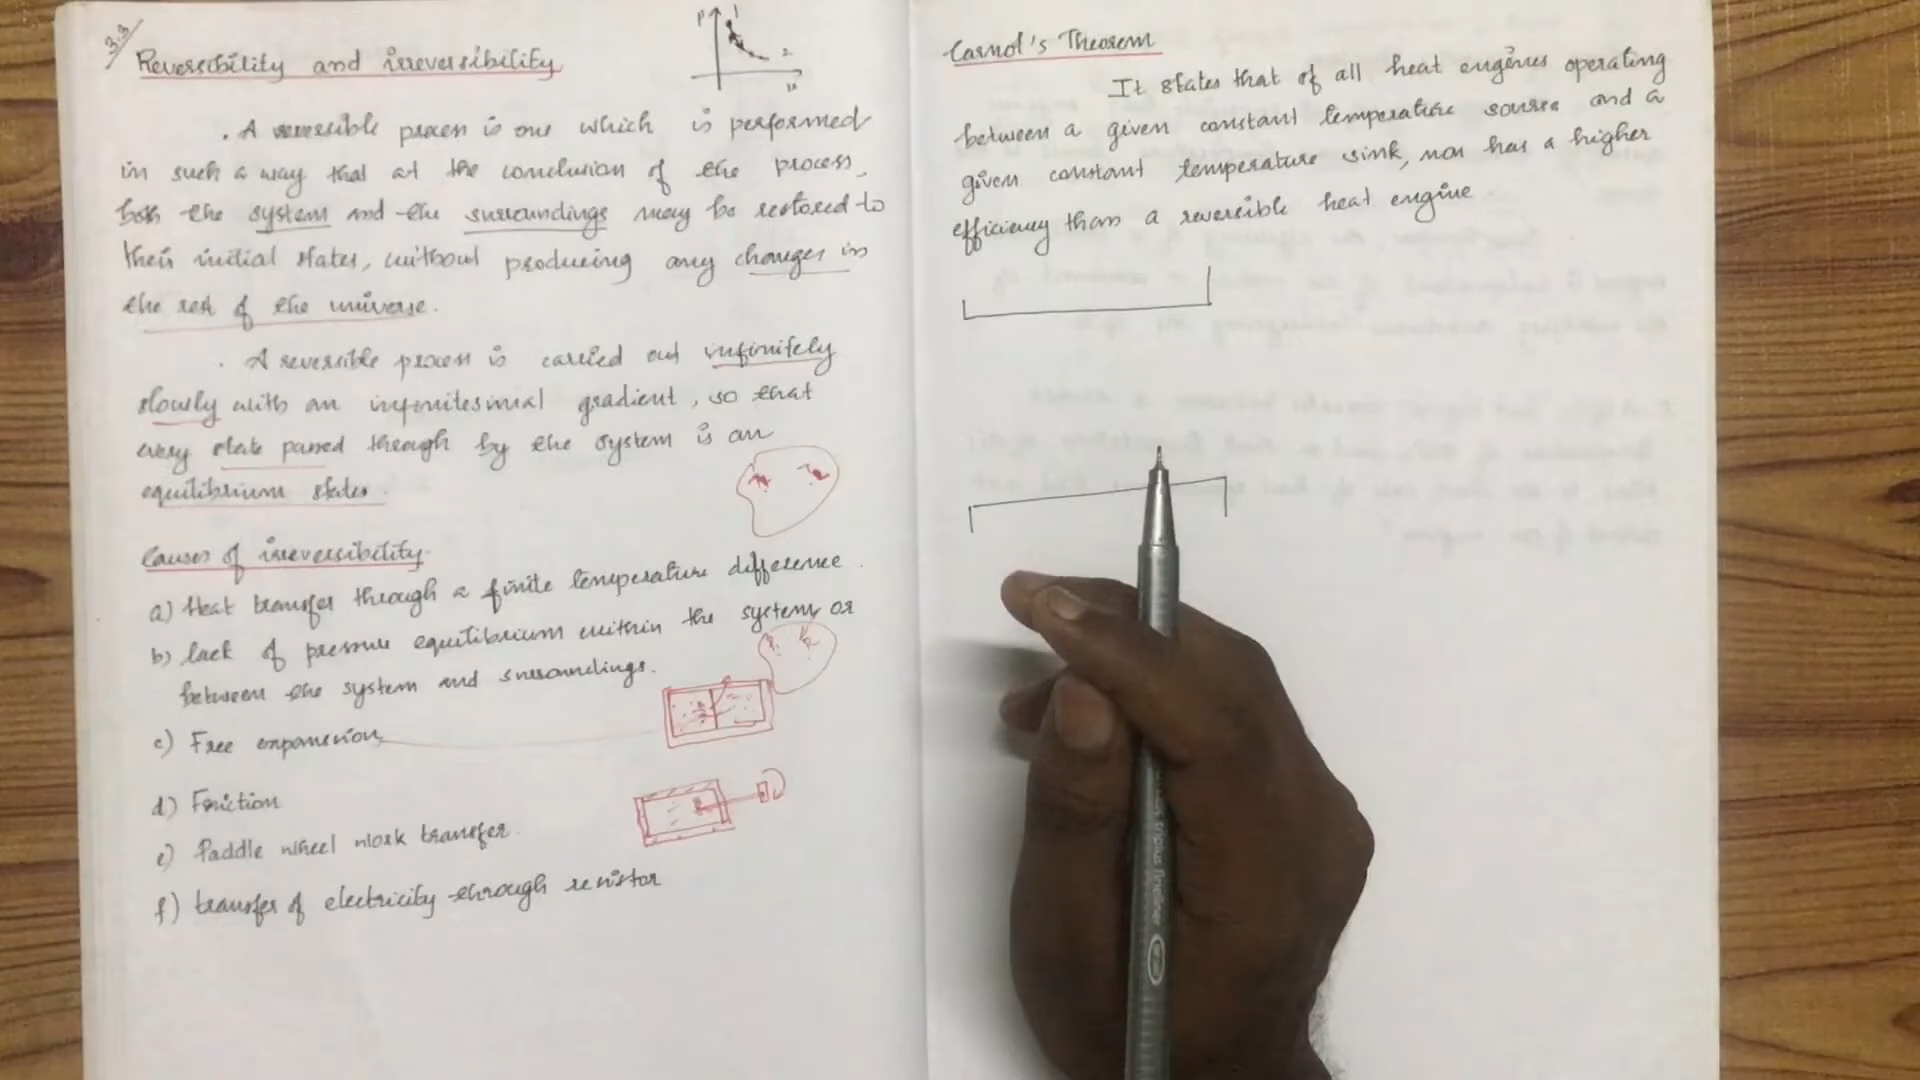 3.3
Reversibility and irreversibility
P 1
2
. A reversible process is one which is performed
in such a way that at the conclusion of the process,
both the system and the surroundings may be restored to
their initial states, without producing any changes in
the rest of the universe.
. A reversible process is carried out infinitely
slowly with an infinitesimal gradient, so that
every state passed through by the system is an
equilibrium states.
Causes of irreversibility.
a) Heat transfer through a finite temperature difference.
b) lack of pressure equilibrium within the system or
between the system and surroundings.
c) Free expansion
d) Friction
e) Paddle wheel work transfer.
f) transfer of electricity through resistor
Carnot's Theorem
It states that of all heat engines operating
between a given constant temperature source and a
given constant temperature sink, non has a higher
efficiency than a reversible heat engine